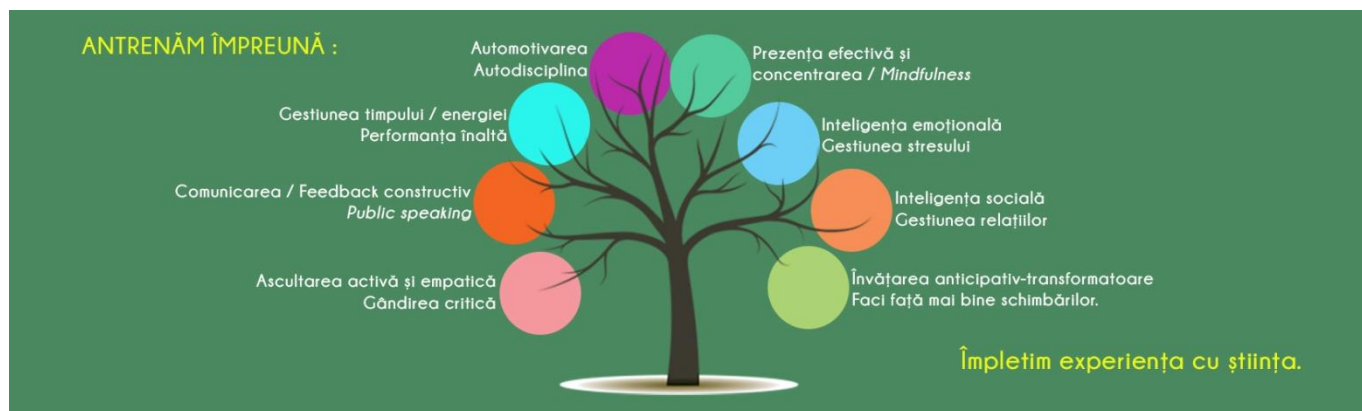 ANTRENĂM ÎMPREUNĂ :
Automotivarea
Autodisciplina
Prezența efectivă și
concentrarea / Mindfulness
Gestiunea timpului / energiei
Performanța înaltă
Inteligența emoțională
Gestiunea stresului
Comunicarea / Feedback constructiv
Public speaking
Inteligența socială
Gestiunea relațiilor
Ascultarea activă și empatică
Gândirea critică
Învățarea anticipativ-transformatoare
Faci față mai bine schimbărilor.
Împletim experiența cu știința.